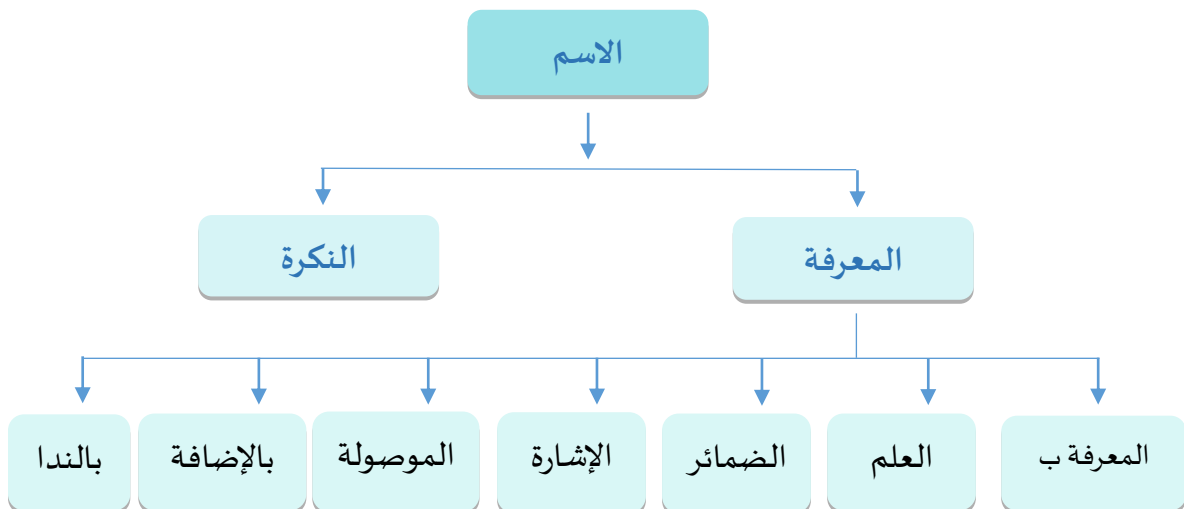 الاسم
المعرفة
النكرة
المعرفة ب
العلم
الضمائر
الإشارة
الموصولة
بالإضافة
بالندا